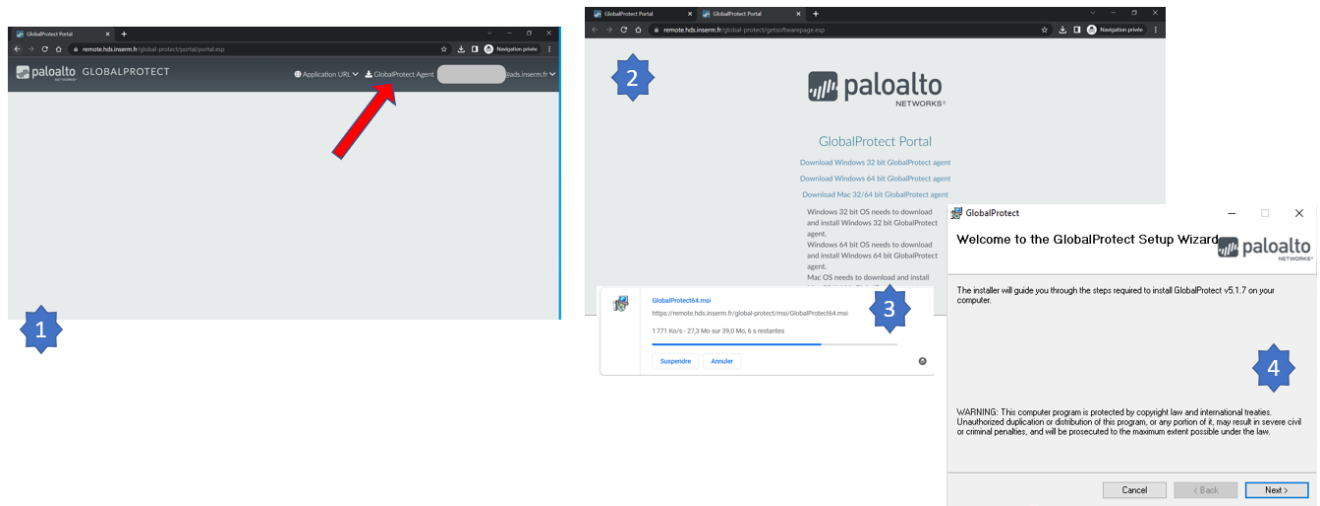 GlobalProtect Portal
remote.hds.inserm.fr/global-protect/portal/portal.esp
Navigation privée
paloalto GLOBALPROTECT
NETWORKS
Application URL
GlobalProtect Agent
@ads.inserm.fr
1
GlobalProtect Portal
GlobalProtect Portal
remote.hds.inserm.fr/global-protect/getsoftwarepage.esp
Navigation privée
2
paloalto
NETWORKS®
GlobalProtect Portal
Download Windows 32 bit GlobalProtect agent
Download Windows 64 bit GlobalProtect agent
Download Mac 32/64 bit GlobalProtect agent
Windows 32 bit OS needs to download
and install Windows 32 bit GlobalProtect
agent.
Windows 64 bit OS needs to download
and install Windows 64 bit GlobalProtect
agent.
Mac OS needs to download and install
3
GlobalProtect64.msi
https://remote.hds.inserm.fr/global-protect/msi/GlobalProtect64.msi
1 771 Ko/s - 27,3 Mo sur 39,0 Mo, 6 s restantes
Suspendre Annuler
GlobalProtect
Welcome to the GlobalProtect Setup Wizard
paloalto
NETWORKS®
The installer will guide you through the steps required to install GlobalProtect v5.1.7 on your
computer.
4
WARNING: This computer program is protected by copyright law and international treaties.
Unauthorized duplication or distribution of this program, or any portion of it, may result in severe civil
or criminal penalties, and will be prosecuted to the maximum extent possible under the law.
Cancel < Back Next >